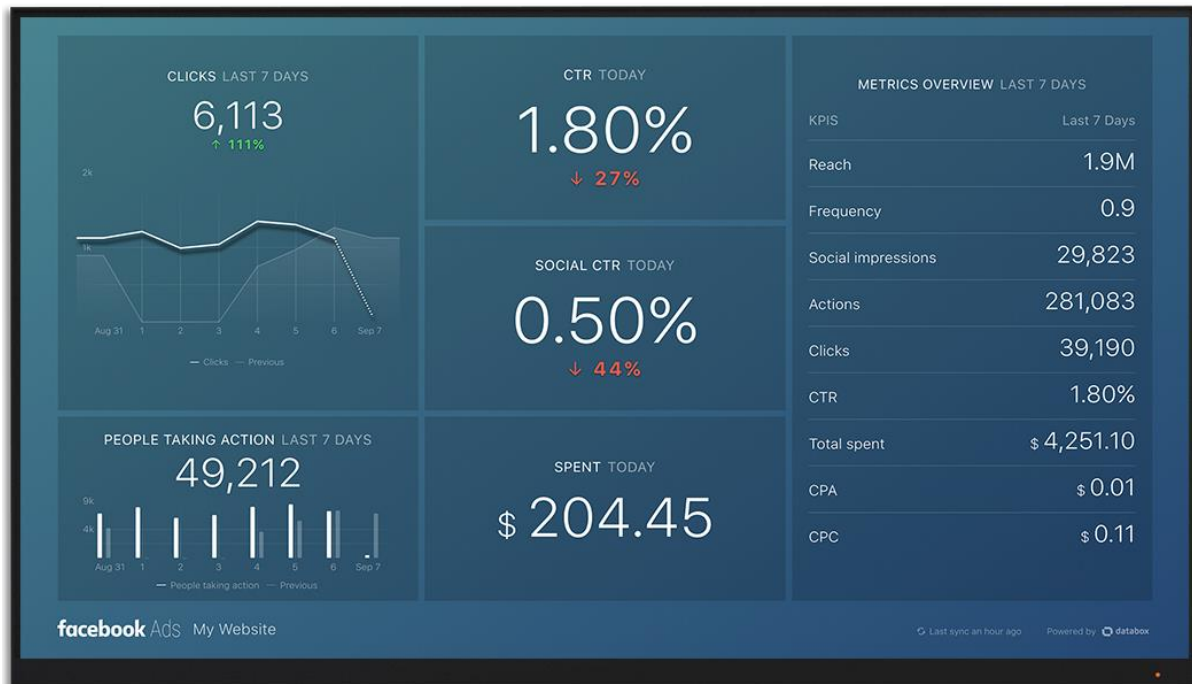 CLICKS LAST 7 DAYS
6,113
↑ 111%
2k
1k
Aug 31 1 2 3 4 5 6 Sep 7
Clicks Previous
PEOPLE TAKING ACTION LAST 7 DAYS
49,212
9k
4k
Aug 31 1 2 3 4 5 6 Sep 7
People taking action Previous
CTR TODAY
1.80%
↓ 27%
SOCIAL CTR TODAY
0.50%
↓ 44%
SPENT TODAY
$ 204.45
METRICS OVERVIEW LAST 7 DAYS
KPIS Last 7 Days
Reach 1.9M
Frequency 0.9
Social impressions 29,823
Actions 281,083
Clicks 39,190
CTR 1.80%
Total spent $ 4,251.10
CPA $ 0.01
CPC $ 0.11
facebook Ads My Website
Last sync an hour ago Powered by databox